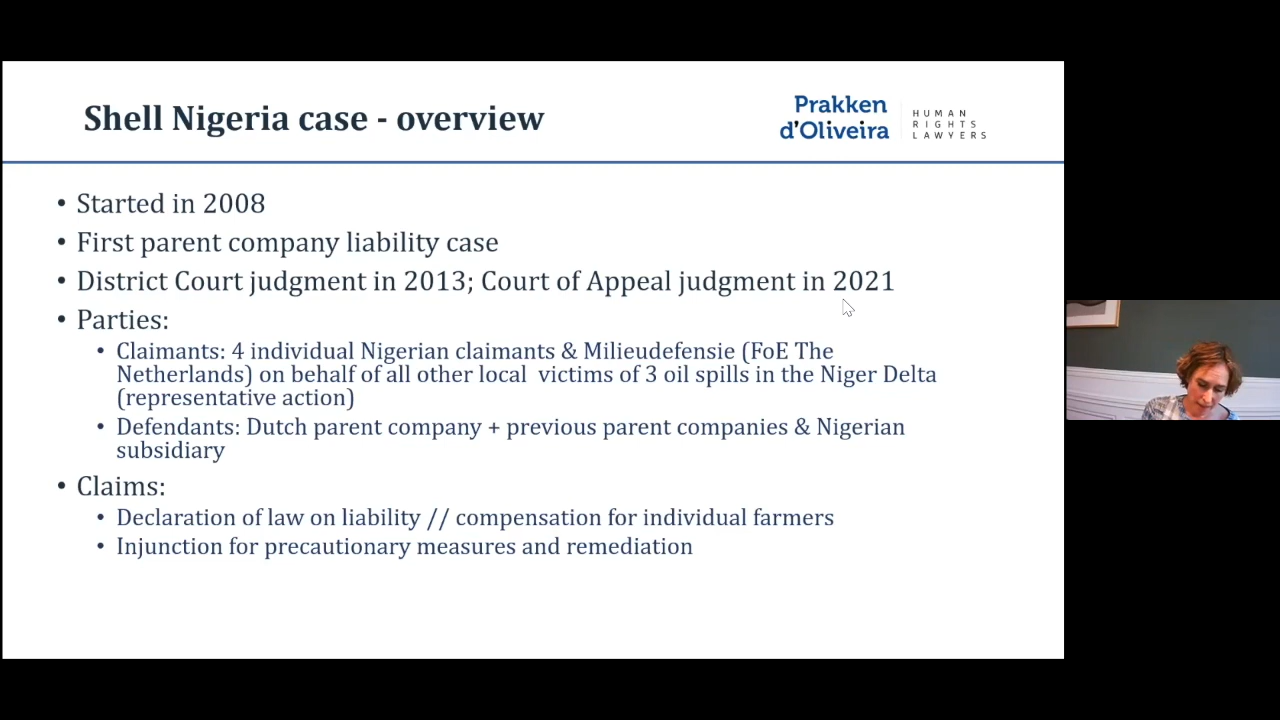 Shell Nigeria case - overview
Prakken
d'Oliveira
HUMAN
RIGHTS
LAWYERS
• Started in 2008
• First parent company liability case
• District Court judgment in 2013; Court of Appeal judgment in 2021
• Parties:
• Claimants: 4 individual Nigerian claimants & Milieudefensie (FoE The
Netherlands) on behalf of all other local victims of 3 oil spills in the Niger Delta
(representative action)
• Defendants: Dutch parent company + previous parent companies & Nigerian
subsidiary
• Claims:
• Declaration of law on liability // compensation for individual farmers
• Injunction for precautionary measures and remediation